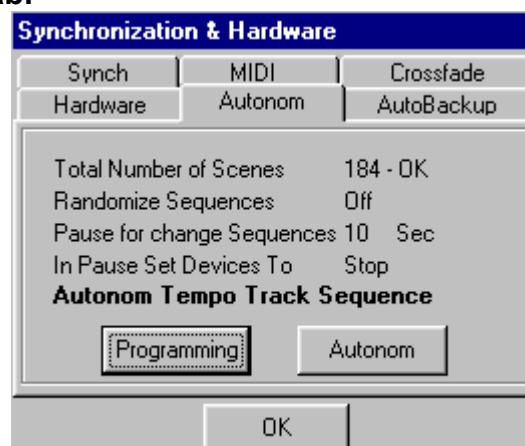 Synchronization & Hardware
Synch MIDI Crossfade
Hardware Autonom AutoBackup
Total Number of Scenes 184 - OK
Randomize Sequences Off
Pause for change Sequences 10 Sec
In Pause Set Devices To Stop
Autonom Tempo Track Sequence
Programming Autonom
OK